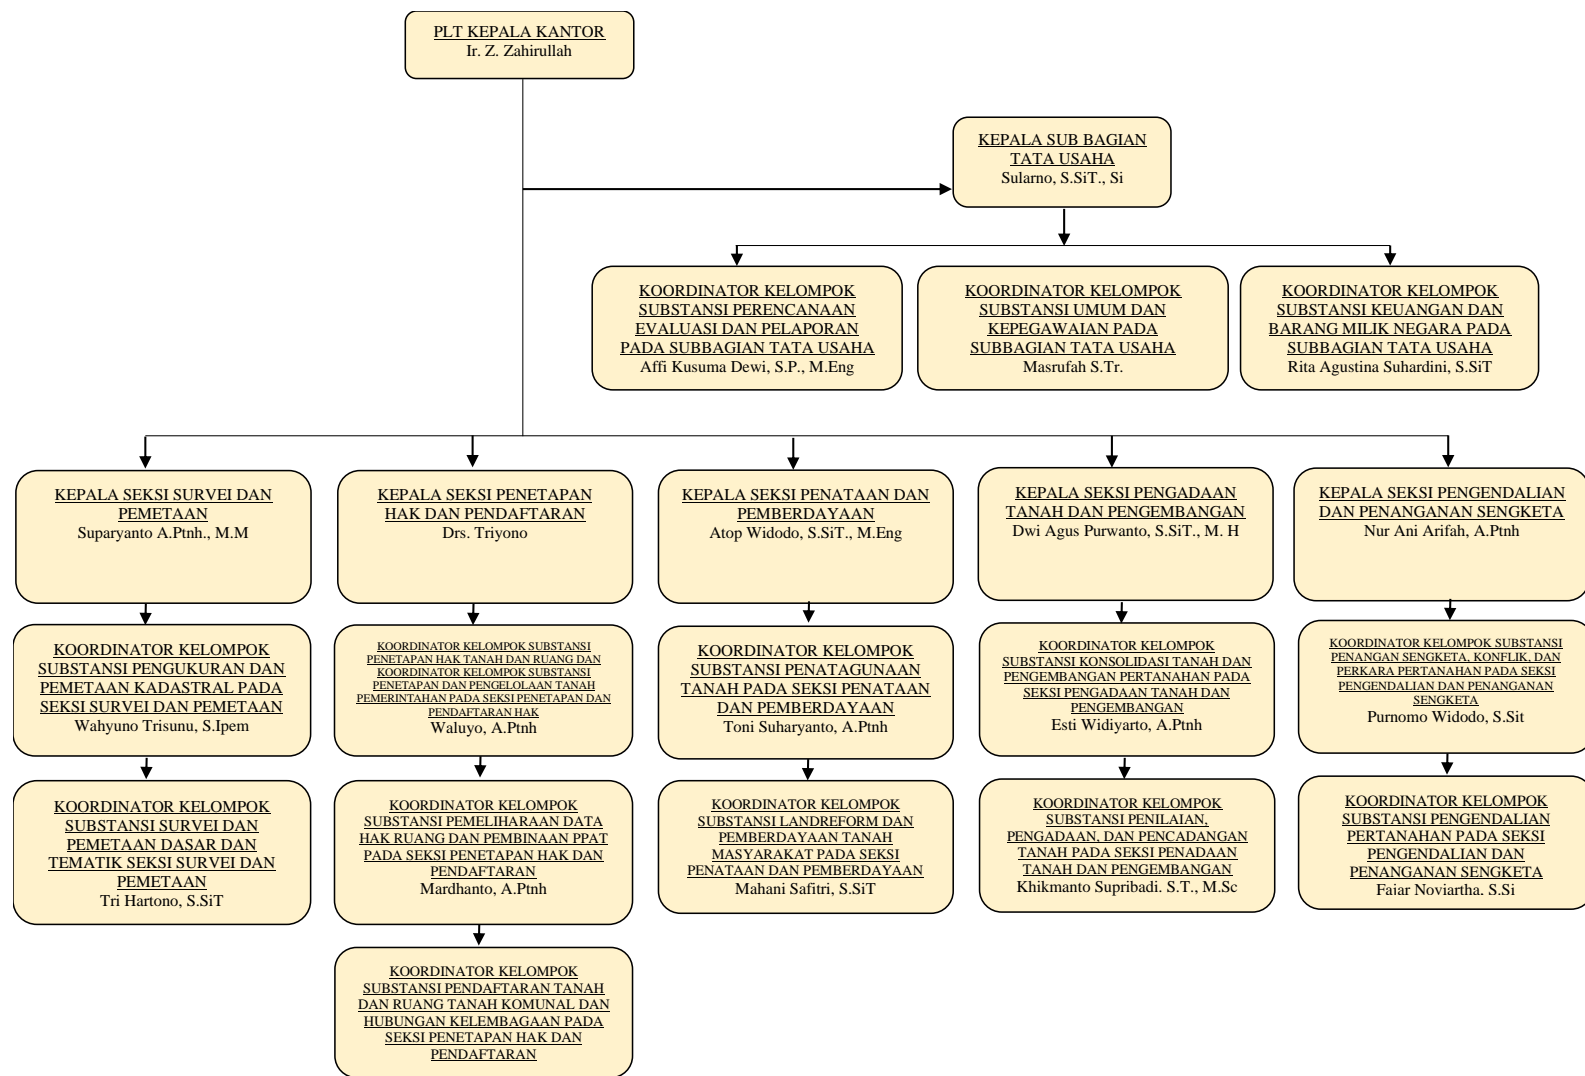 PLT KEPALA KANTOR
Ir. Z. Zahirullah
KEPALA SUB BAGIAN
TATA USAHA
Sularno, S.SiT., Si
KOORDINATOR KELOMPOK
SUBSTANSI PERENCANAAN
EVALUASI DAN PELAPORAN
PADA SUBBAGIAN TATA USAHA
Affi Kusuma Dewi, S.P., M.Eng
KOORDINATOR KELOMPOK
SUBSTANSI UMUM DAN
KEPEGAWAIAN PADA
SUBBAGIAN TATA USAHA
Masrufah S.Tr.
KOORDINATOR KELOMPOK
SUBSTANSI KEUANGAN DAN
BARANG MILIK NEGARA PADA
SUBBAGIAN TATA USAHA
Rita Agustina Suhardini, S.SiT
KEPALA SEKSI SURVEI DAN
PEMETAAN
Suparyanto A.Ptnh., M.M
KEPALA SEKSI PENETAPAN
HAK DAN PENDAFTARAN
Drs. Triyono
KEPALA SEKSI PENATAAN DAN
PEMBERDAYAAN
Atop Widodo, S.SiT., M.Eng
KEPALA SEKSI PENGADAAN
TANAH DAN PENGEMBANGAN
Dwi Agus Purwanto, S.SiT., M. H
KEPALA SEKSI PENGENDALIAN
DAN PENANGANAN SENGKETA
Nur Ani Arifah, A.Ptnh
KOORDINATOR KELOMPOK
SUBSTANSI PENGUKURAN DAN
PEMETAAN KADASTRAL PADA
SEKSI SURVEI DAN PEMETAAN
Wahyuno Trisunu, S.Ipem
KOORDINATOR KELOMPOK SUBSTANSI
PENETAPAN HAK TANAH DAN RUANG DAN
KOORDINATOR KELOMPOK SUBSTANSI
PENETAPAN DAN PENGELOLAAN TANAH
PEMERINTAHAN PADA SEKSI PENETAPAN DAN
PENDAFTARAN HAK
Waluyo, A.Ptnh
KOORDINATOR KELOMPOK
SUBSTANSI PENATAGUNAAN
TANAH PADA SEKSI PENATAAN
DAN PEMBERDAYAAN
Toni Suharyanto, A.Ptnh
KOORDINATOR KELOMPOK
SUBSTANSI KONSOLIDASI TANAH DAN
PENGEMBANGAN PERTANAHAN PADA
SEKSI PENGADAAN TANAH DAN
PENGEMBANGAN
Esti Widiyarto, A.Ptnh
KOORDINATOR KELOMPOK SUBSTANSI
PENANGAN SENGKETA, KONFLIK, DAN
PERKARA PERTANAHAN PADA SEKSI
PENGENDALIAN DAN PENANGANAN
SENGKETA
Purnomo Widodo, S.Sit
KOORDINATOR KELOMPOK
SUBSTANSI SURVEI DAN
PEMETAAN DASAR DAN
TEMATIK SEKSI SURVEI DAN
PEMETAAN
Tri Hartono, S.SiT
KOORDINATOR KELOMPOK
SUBSTANSI PEMELIHARAAN DATA
HAK RUANG DAN PEMBINAAN PPAT
PADA SEKSI PENETAPAN HAK DAN
PENDAFTARAN
Mardhanto, A.Ptnh
KOORDINATOR KELOMPOK
SUBSTANSI LANDREFORM DAN
PEMBERDAYAAN TANAH
MASYARAKAT PADA SEKSI
PENATAAN DAN PEMBERDAYAAN
Mahani Safitri, S.SiT
KOORDINATOR KELOMPOK
SUBSTANSI PENILAIAN,
PENGADAAN, DAN PENCADANGAN
TANAH PADA SEKSI PENADAAN
TANAH DAN PENGEMBANGAN
Khikmanto Supribadi. S.T., M.Sc
KOORDINATOR KELOMPOK
SUBSTANSI PENGENDALIAN
PERTANAHAN PADA SEKSI
PENGENDALIAN DAN
PENANGANAN SENGKETA
Fajar Noviartha. S.Si
KOORDINATOR KELOMPOK
SUBSTANSI PENDAFTARAN TANAH
DAN RUANG TANAH KOMUNAL DAN
HUBUNGAN KELEMBAGAAN PADA
SEKSI PENETAPAN HAK DAN
PENDAFTARAN